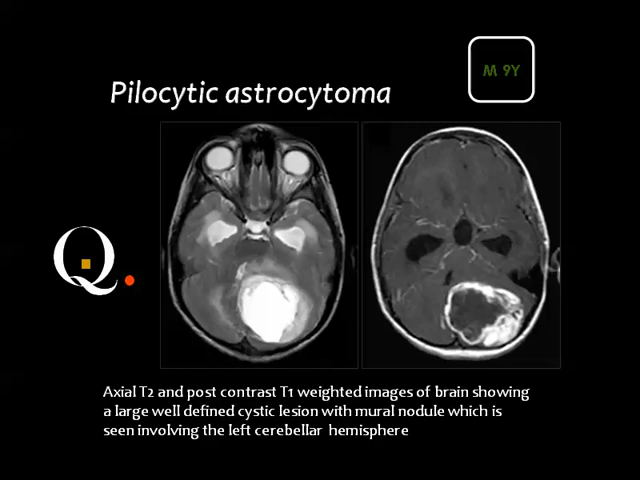 M 9Y
Pilocytic astrocytoma
Q.
Axial T2 and post contrast T1 weighted images of brain showing
a large well defined cystic lesion with mural nodule which is
seen involving the left cerebellar hemisphere